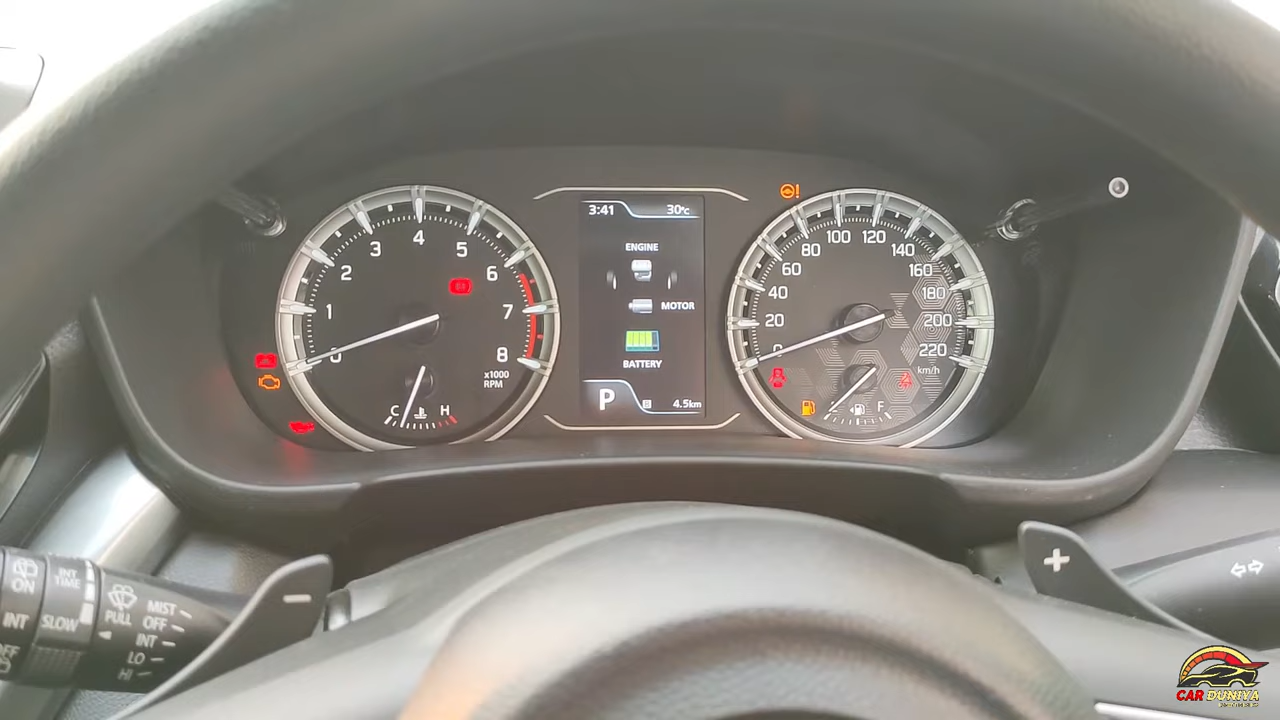 3:41 30°c
ENGINE
MOTOR
BATTERY
P B 4.5km
0 1 2 3 4 5 6 7 8
x1000
RPM
C H
0 20 40 60 80 100 120 140 160 180 200 220
km/h
F
!
ON
INT
OFF
INT
TIME
SLOW
PULL
MIST
OFF
INT
LO
HI
−
+
CAR DUNIYA